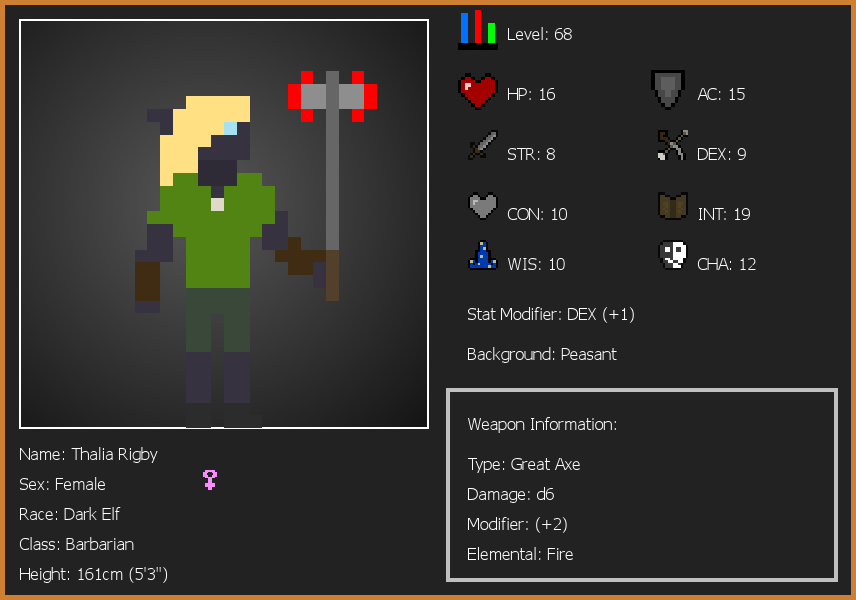 Level: 68
HP: 16
AC: 15
STR: 8
DEX: 9
CON: 10
INT: 19
WIS: 10
CHA: 12
Stat Modifier: DEX (+1)
Background: Peasant
Weapon Information:
Type: Great Axe
Damage: d6
Modifier: (+2)
Elemental: Fire
Name: Thalia Rigby
Sex: Female
Race: Dark Elf
Class: Barbarian
Height: 161cm (5'3")